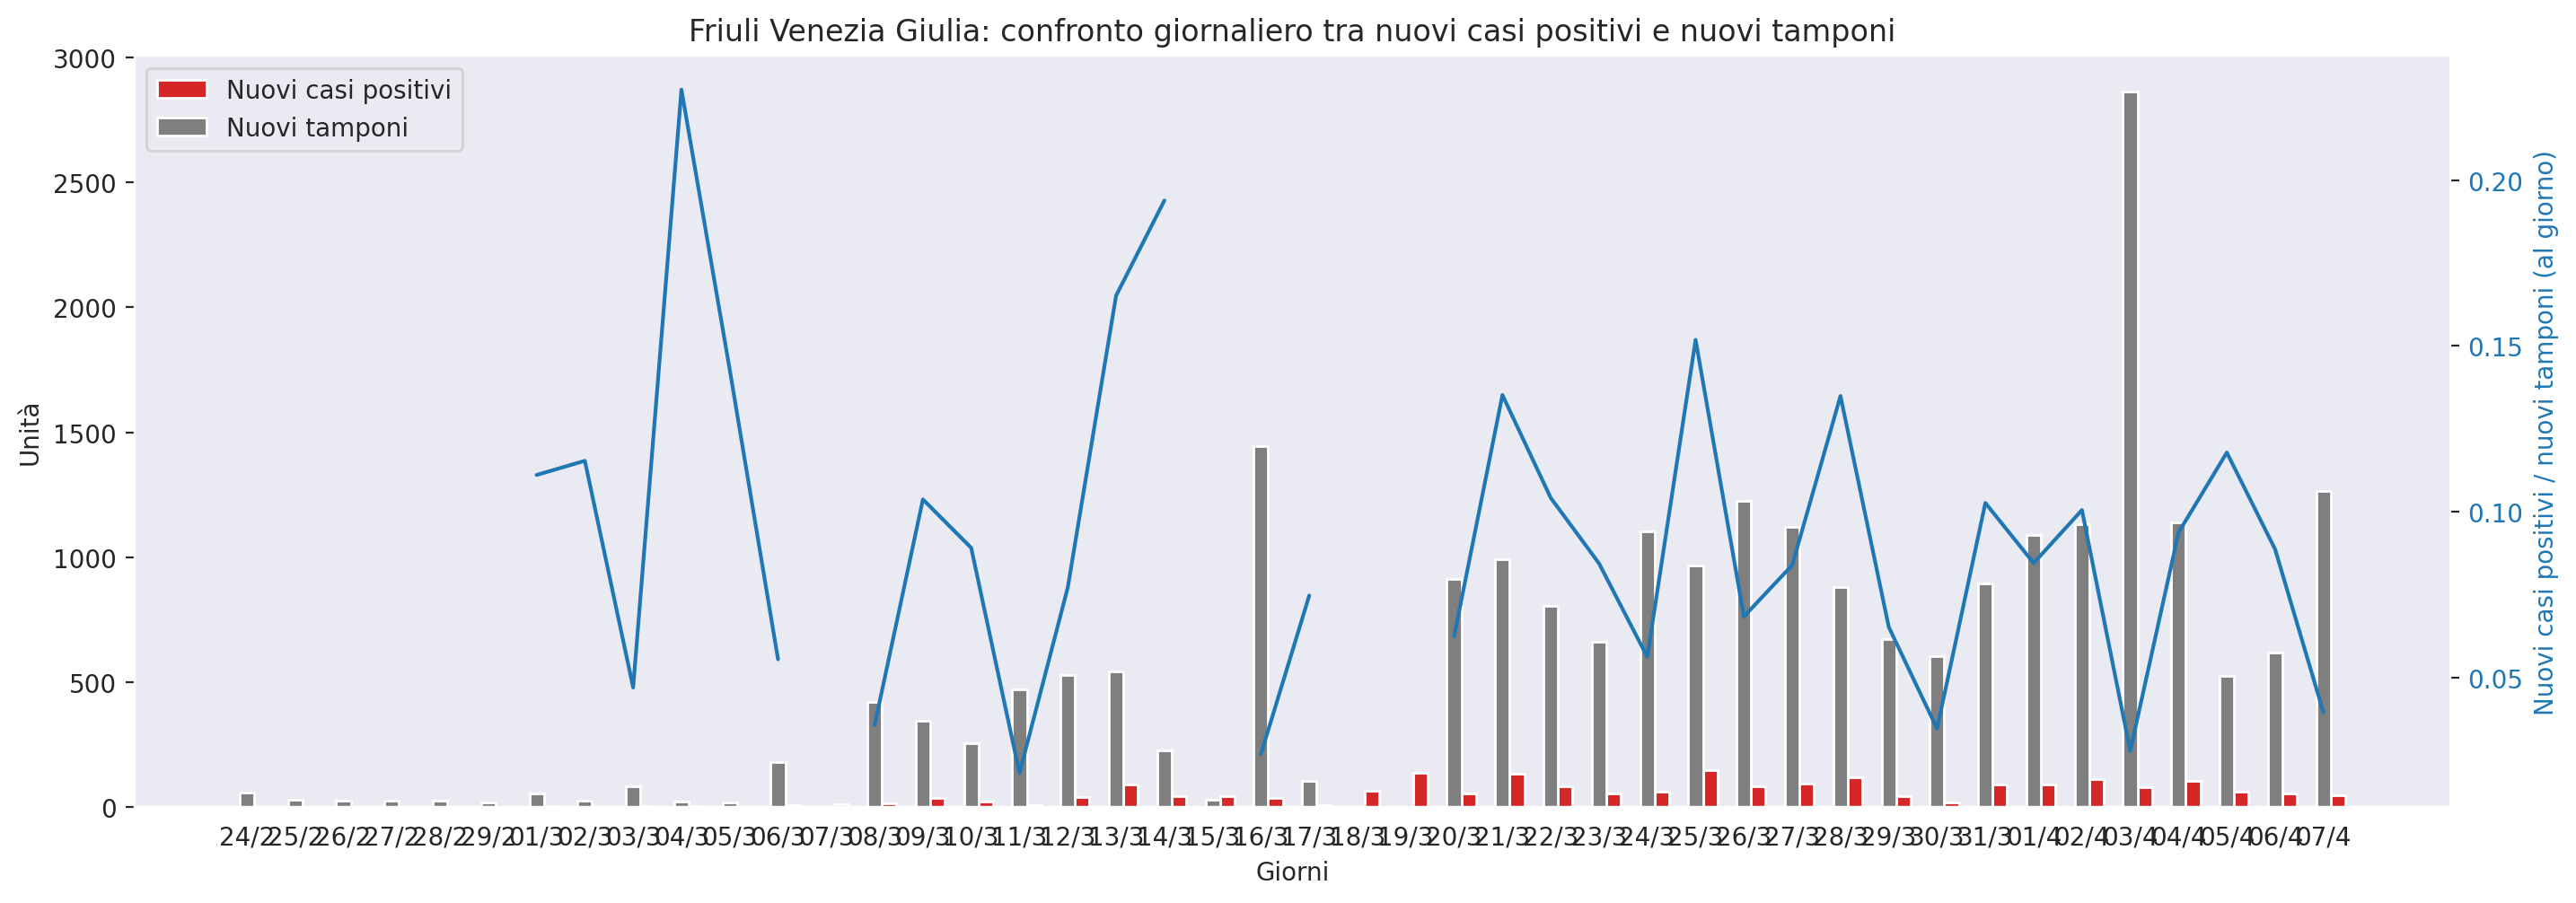 Friuli Venezia Giulia: confronto giornaliero tra nuovi casi positivi e nuovi tamponi
Nuovi casi positivi
Nuovi tamponi
3000
2500
2000
1500
1000
500
0
Unità
0.20
0.15
0.10
0.05
Nuovi casi positivi / nuovi tamponi (al giorno)
24/2 25/2 26/2 27/2 28/2 29/2 01/3 02/3 03/3 04/3 05/3 06/3 07/3 08/3 09/3 10/3 11/3 12/3 13/3 14/3 15/3 16/3 17/3 18/3 19/3 20/3 21/3 22/3 23/3 24/3 25/3 26/3 27/3 28/3 29/3 30/3 31/3 01/4 02/4 03/4 04/4 05/4 06/4 07/4
Giorni